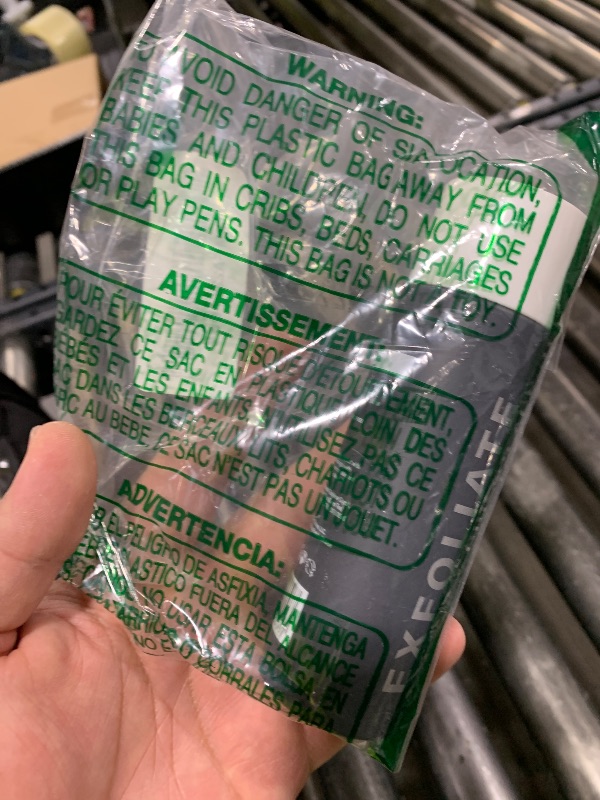 WARNING:
TO AVOID DANGER OF SUFFOCATION,
KEEP THIS PLASTIC BAG AWAY FROM
BABIES AND CHILDREN, DO NOT USE
THIS BAG IN CRIBS, BEDS, CARRIAGES
OR PLAY PENS. THIS BAG IS NOT A TOY.
AVERTISSEMENT:
POUR ÉVITER TOUT RISQUE D'ÉTOUFFEMENT,
GARDEZ CE SAC EN PLASTIQUE LOIN DES
BÉBÉS ET LES ENFANTS. N'UTILISEZ PAS CE
SAC DANS LES BERCEAUX, LITS, CHARIOTS OU
PARC AU BEBE. CE SAC N'EST PAS UN JOUET.
ADVERTENCIA:
EL PELIGRO DE ASFIXIA, MANTENGA
PLASTICO FUERA DEL ALCANCE
NO USAR ESTA BOLSA EN
CORRALES PARA
NO ES
EXFOLIATE